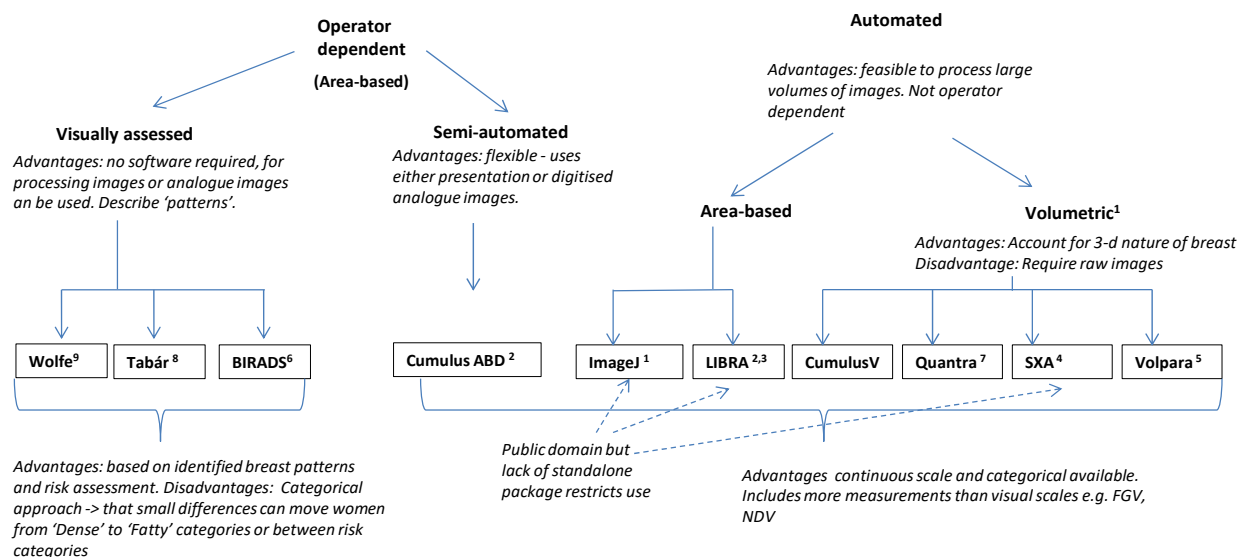 Operator
dependent
(Area-based)
Automated
Advantages: feasible to process large
volumes of images. Not operator
dependent
Visually assessed
Advantages: no software required, for
processing images or analogue images
an be used. Describe ‘patterns’.
Semi-automated
Advantages: flexible - uses
either presentation or digitised
analogue images.
Area-based
Volumetric¹
Advantages: Account for 3-d nature of breast
Disadvantage: Require raw images
Wolfe⁹
Tabár ⁸
BIRADS⁶
Cumulus ABD ²
ImageJ ¹
LIBRA ²,³
CumulusV
Quantra ⁷
SXA ⁴
Volpara ⁵
Advantages: based on identified breast patterns
and risk assessment. Disadvantages: Categorical
approach -> that small differences can move women
from ‘Dense’ to ‘Fatty’ categories or between risk
categories
Public domain but
lack of standalone
package restricts use
Advantages continuous scale and categorical available.
Includes more measurements than visual scales e.g. FGV,
NDV